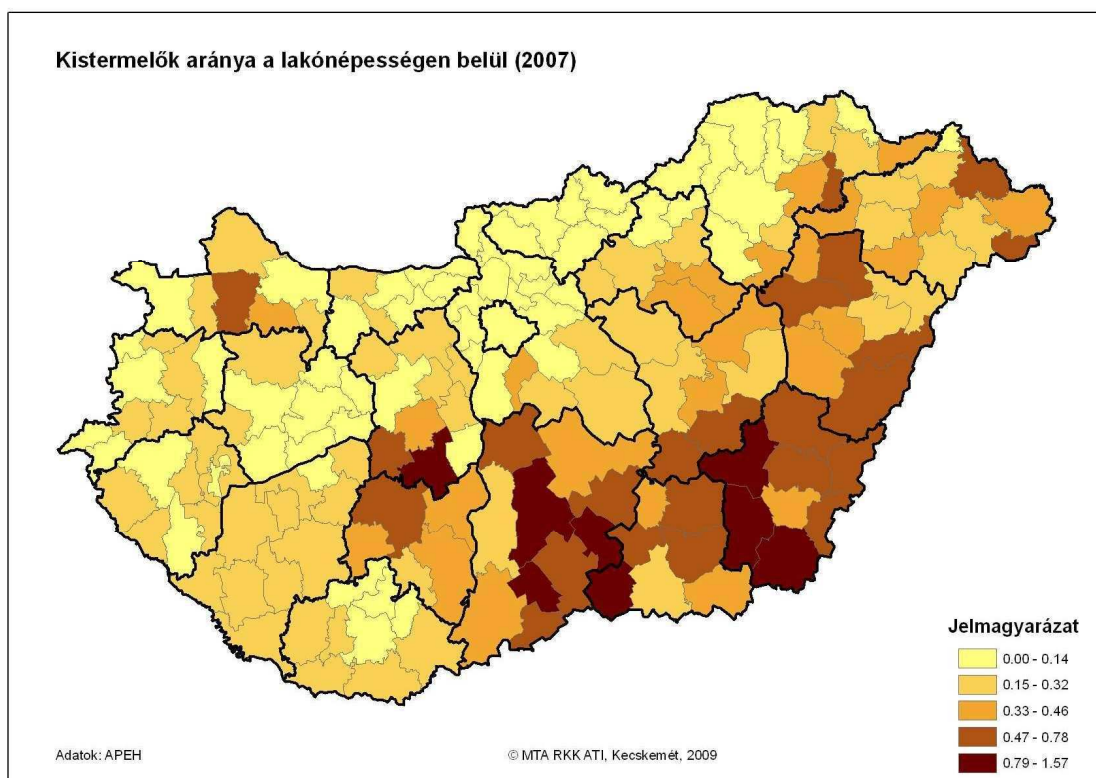 Kistermelők aránya a lakónépességen belül (2007)
Jelmagyarázat
0.00 - 0.14
0.15 - 0.32
0.33 - 0.46
0.47 - 0.78
0.79 - 1.57
Adatok: APEH
© MTA RKK ATI, Kecskemét, 2009